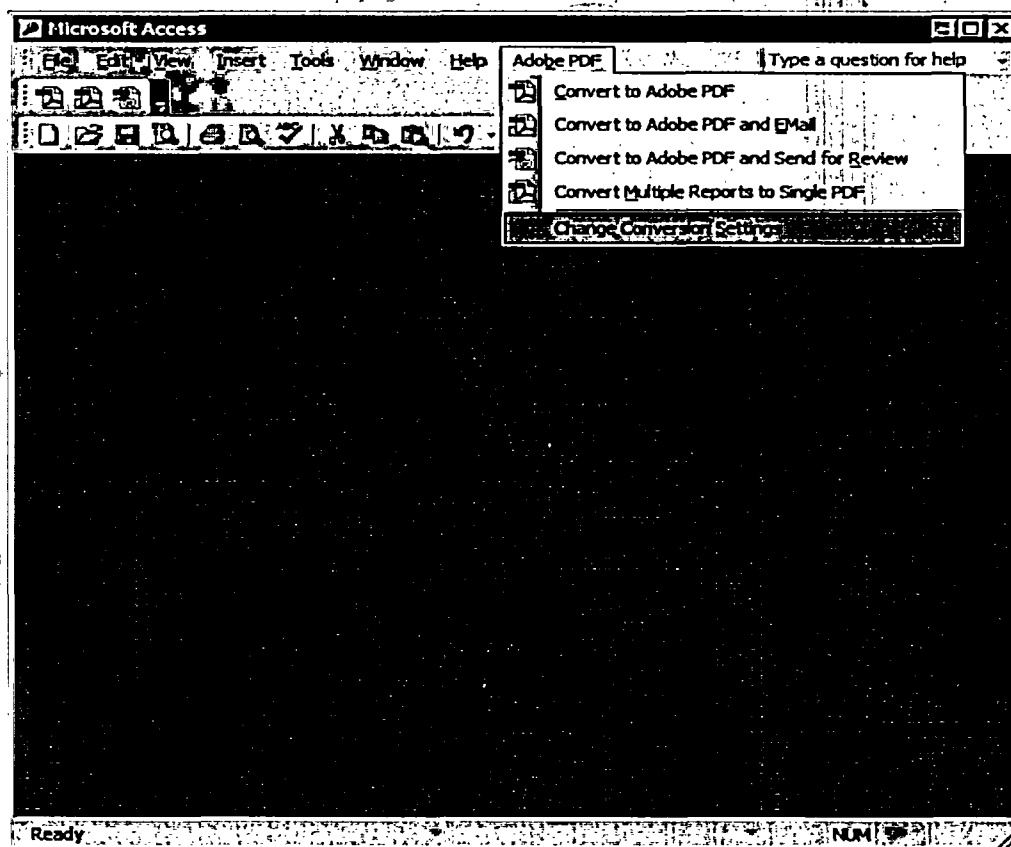 Microsoft Access
File Edit View Insert Tools Window Help Adobe PDF Type a question for help
Convert to Adobe PDF
Convert to Adobe PDF and EMail
Convert to Adobe PDF and Send for Review
Convert Multiple Reports to Single PDF
Change Conversion Settings
Ready NUM